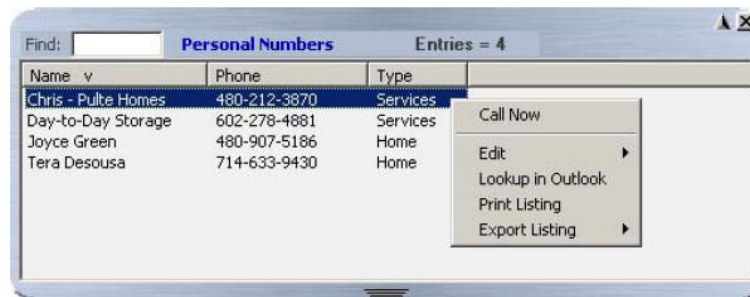 Find: Personal Numbers Entries = 4
Name v Phone Type
Chris - Pulte Homes 480-212-3870 Services
Day-to-Day Storage 602-278-4881 Services
Joyce Green 480-907-5186 Home
Tera Desousa 714-633-9430 Home
Call Now
Edit
Lookup in Outlook
Print Listing
Export Listing